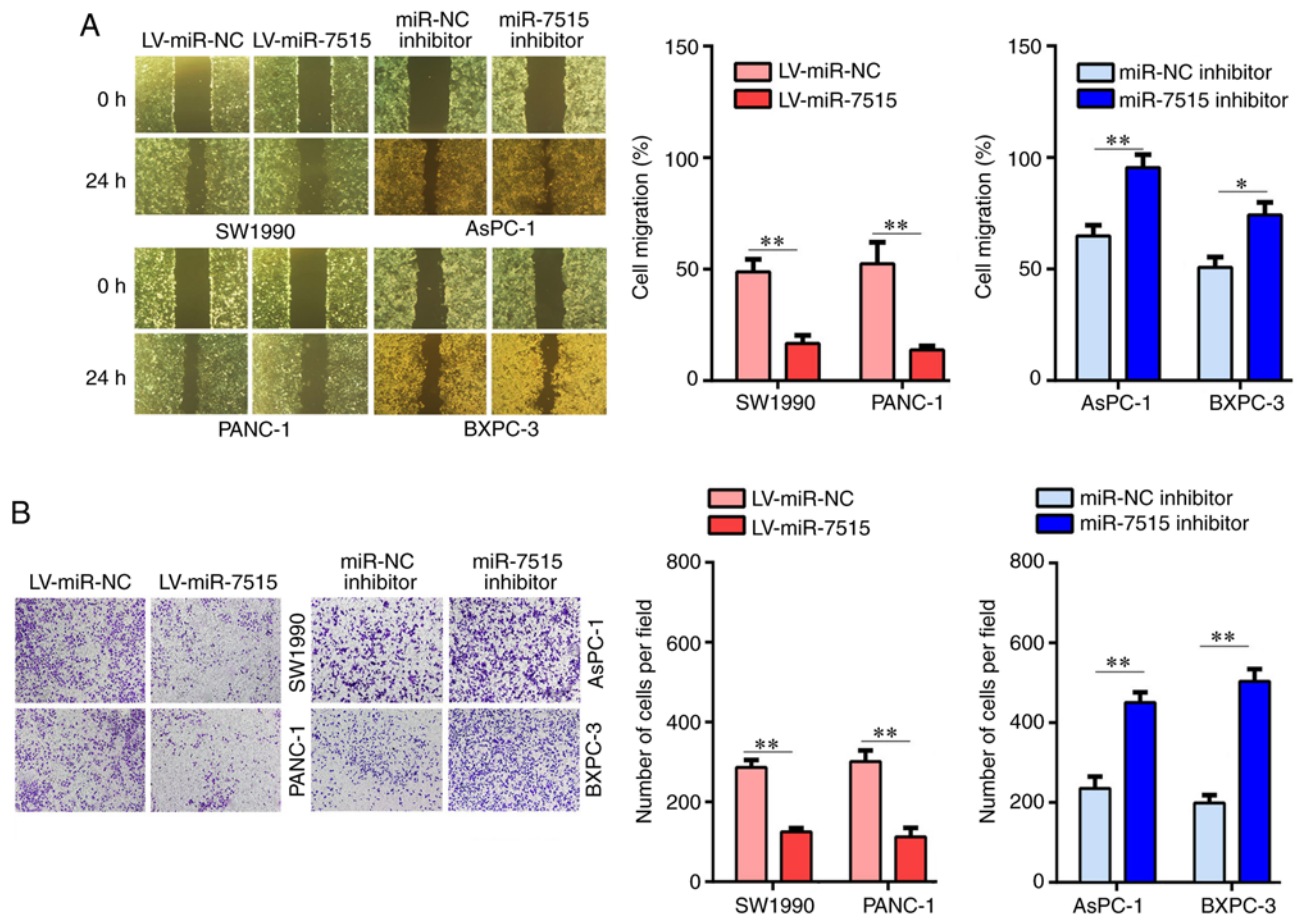 A
LV-miR-NC LV-miR-7515 miR-NC inhibitor miR-7515 inhibitor
0 h
24 h
SW1990 AsPC-1
0 h
24 h
PANC-1 BXPC-3
LV-miR-NC
LV-miR-7515
Cell migration (%)
150
100
50
0
** **
SW1990 PANC-1
miR-NC inhibitor
miR-7515 inhibitor
Cell migration (%)
150
100
50
0
** *
AsPC-1 BXPC-3
B
LV-miR-NC LV-miR-7515 miR-NC inhibitor miR-7515 inhibitor
SW1990 AsPC-1
PANC-1 BXPC-3
LV-miR-NC
LV-miR-7515
Number of cells per field
800
600
400
200
0
** **
SW1990 PANC-1
miR-NC inhibitor
miR-7515 inhibitor
Number of cells per field
800
600
400
200
0
** **
AsPC-1 BXPC-3